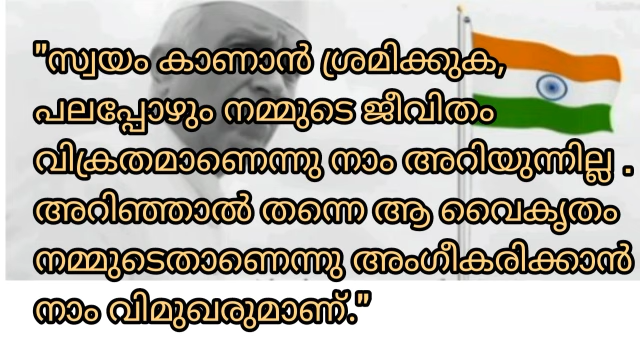 "സ്വയം കാണാൻ ശ്രമിക്കുക,
പലപ്പോഴും നമ്മുടെ ജീവിതം
വിക്രതമാണെന്നു നാം അറിയുന്നില്ല .
അറിഞ്ഞാൽ തന്നെ ആ വൈകൃതം
നമ്മുടെതാണെന്നു അംഗീകരിക്കാൻ
നാം വിമുഖരുമാണ്."